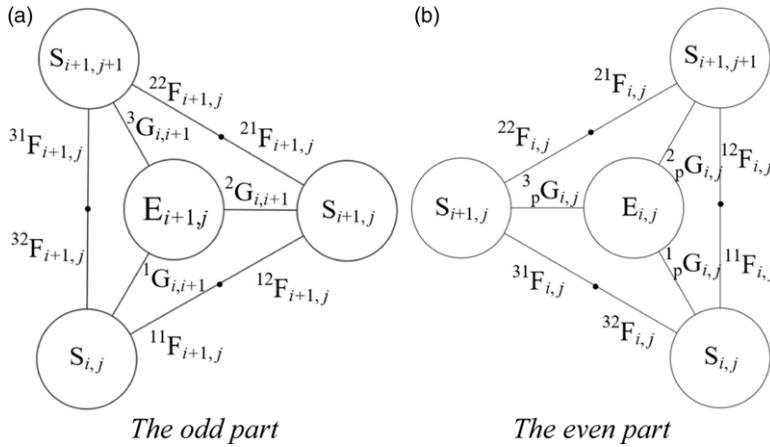 (a)
S_{i+1,j+1}
^{22}F_{i+1,j}
^{3}G_{i,i+1}
^{21}F_{i+1,j}
^{31}F_{i+1,j}
^{2}G_{i,i+1}
E_{i+1,j}
S_{i+1,j}
^{32}F_{i+1,j}
^{1}G_{i,i+1}
^{12}F_{i+1,j}
^{11}F_{i+1,j}
S_{i,j}
The odd part
(b)
S_{i+1,j+1}
^{21}F_{i,j}
^{22}F_{i,j}
^{2}_{p}G_{i,j}
^{12}F_{i,j}
^{3}_{p}G_{i,j}
S_{i+1,j}
E_{i,j}
^{1}_{p}G_{i,j}
^{11}F_{i,}
^{31}F_{i,j}
^{32}F_{i,j}
S_{i,j}
The even part